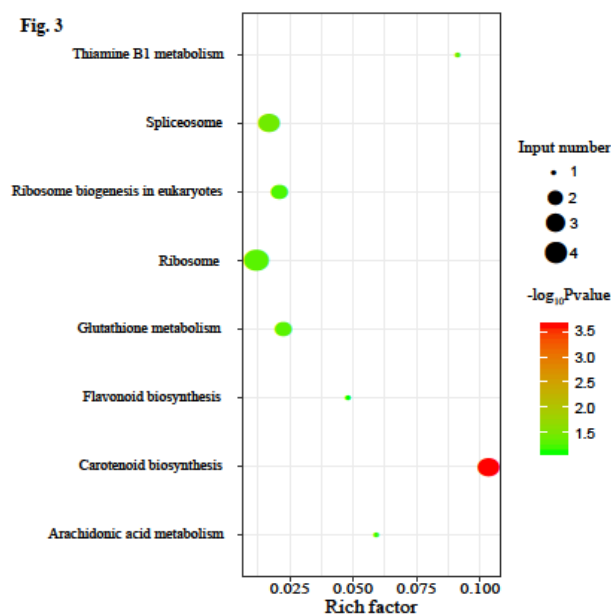 Fig. 3
Thiamine B1 metabolism
Spliceosome
Ribosome biogenesis in eukaryotes
Ribosome
Glutathione metabolism
Flavonoid biosynthesis
Carotenoid biosynthesis
Arachidonic acid metabolism
0.025 0.050 0.075 0.100
Rich factor
Input number
1
2
3
4
-log10Pvalue
3.5
3.0
2.5
2.0
1.5